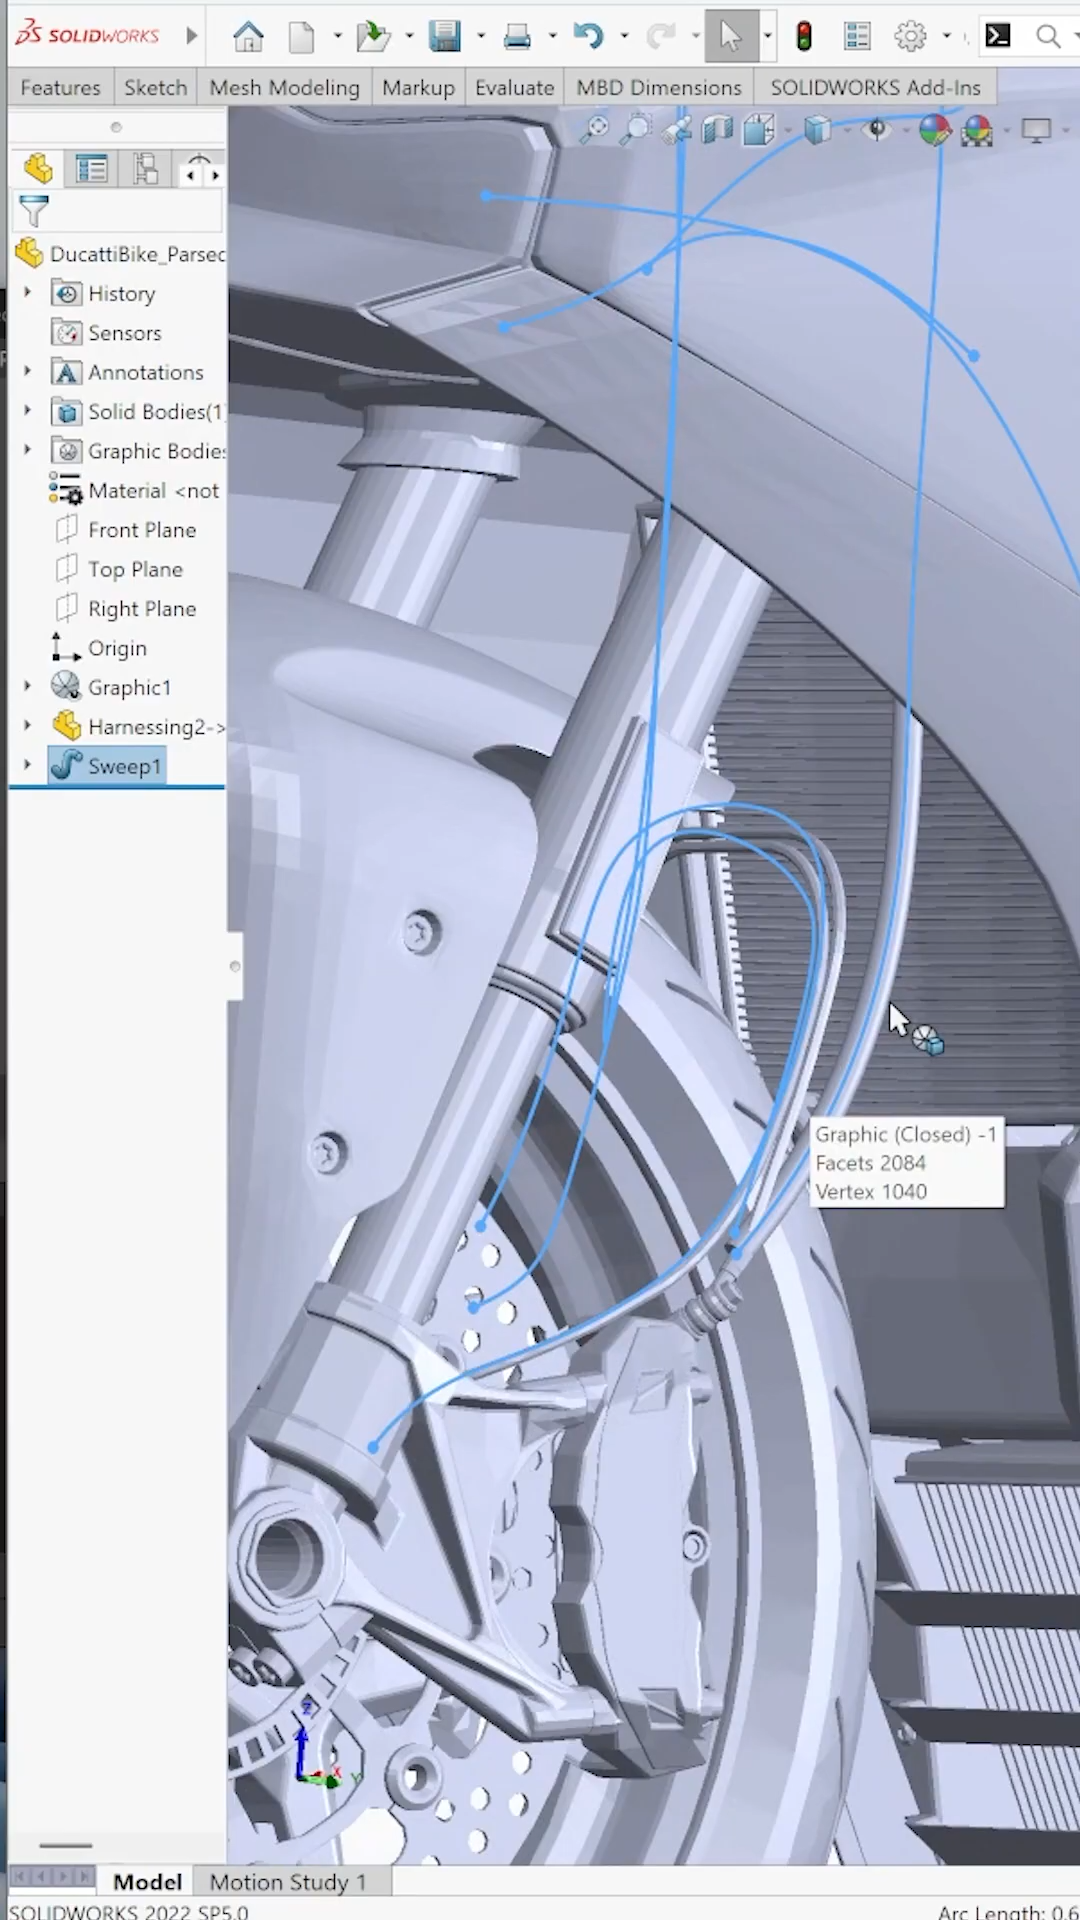 SOLIDWORKS
Features
Sketch
Mesh Modeling
Markup
Evaluate
MBD Dimensions
SOLIDWORKS Add-Ins
DucattiBike_Parsec
History
Sensors
Annotations
Solid Bodies(1
Graphic Bodies
Material <not
Front Plane
Top Plane
Right Plane
Origin
Graphic1
Harnessing2->
Sweep1
Graphic (Closed) -1
Facets 2084
Vertex 1040
Z
X
Y
Model
Motion Study 1
SOLIDWORKS 2022 SP5.0
Arc Length: 0.6